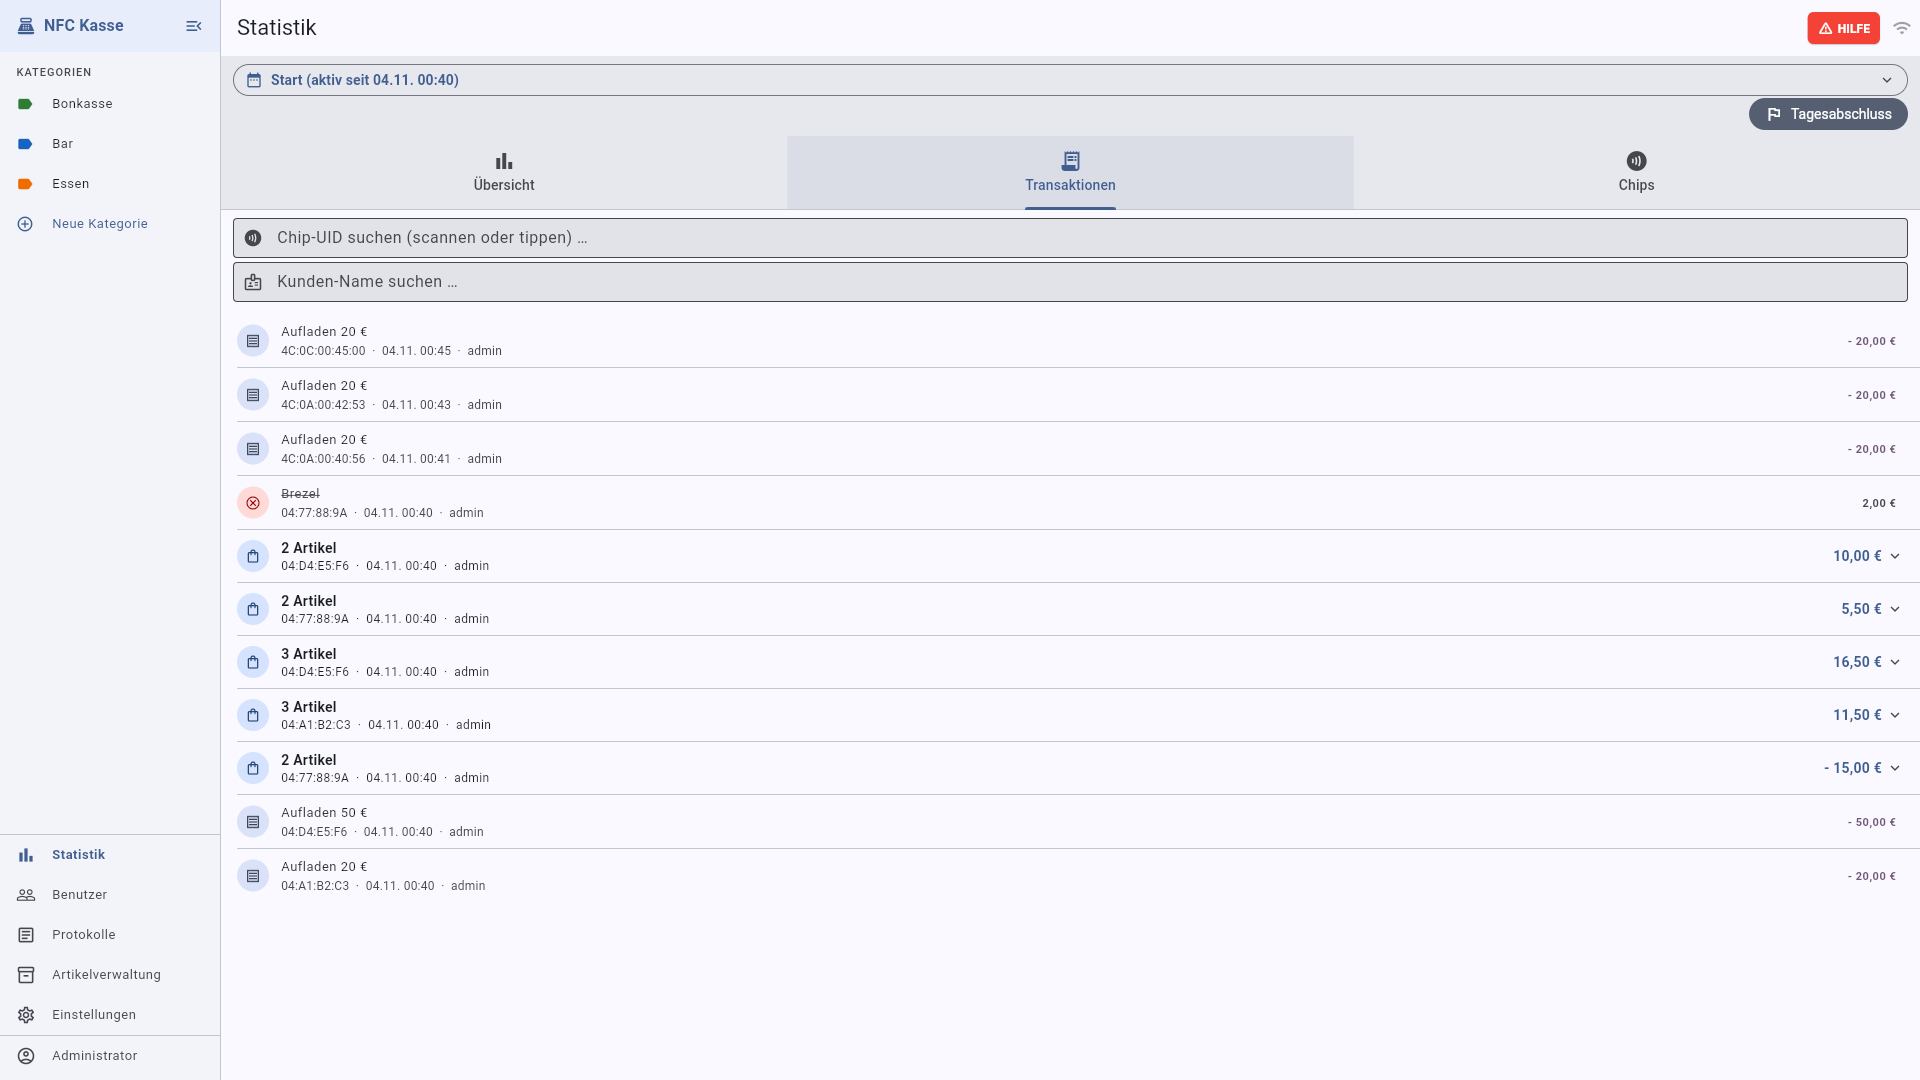 NFC Kasse
KATEGORIEN
Bonkasse
Bar
Essen
Neue Kategorie
Statistik
Benutzer
Protokolle
Artikelverwaltung
Einstellungen
Administrator
Statistik
HILFE
Start (aktiv seit 04.11. 00:40)
Tagesabschluss
Übersicht
Transaktionen
Chips
Chip-UID suchen (scannen oder tippen) …
Kunden-Name suchen …
Aufladen 20 €
4C:0C:00:45:00 · 04.11. 00:45 · admin
- 20,00 €
Aufladen 20 €
4C:0A:00:42:53 · 04.11. 00:43 · admin
- 20,00 €
Aufladen 20 €
4C:0A:00:40:56 · 04.11. 00:41 · admin
- 20,00 €
Brezel
04:77:88:9A · 04.11. 00:40 · admin
2,00 €
2 Artikel
04:D4:E5:F6 · 04.11. 00:40 · admin
10,00 €
2 Artikel
04:77:88:9A · 04.11. 00:40 · admin
5,50 €
3 Artikel
04:D4:E5:F6 · 04.11. 00:40 · admin
16,50 €
3 Artikel
04:A1:B2:C3 · 04.11. 00:40 · admin
11,50 €
2 Artikel
04:77:88:9A · 04.11. 00:40 · admin
- 15,00 €
Aufladen 50 €
04:D4:E5:F6 · 04.11. 00:40 · admin
- 50,00 €
Aufladen 20 €
04:A1:B2:C3 · 04.11. 00:40 · admin
- 20,00 €